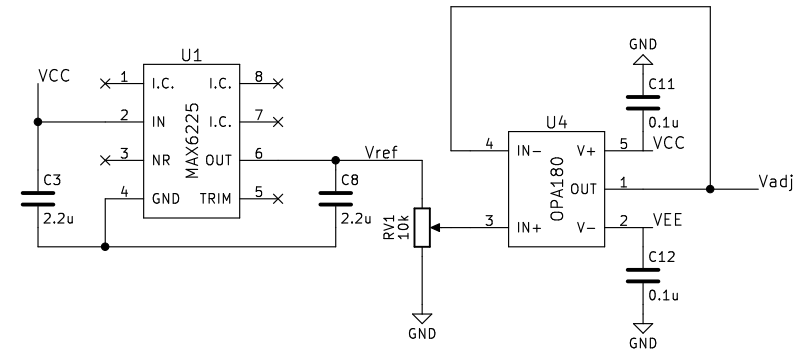 U1
VCC
1 I.C. I.C. 8
2 IN I.C. 7
3 NR OUT 6
4 GND TRIM 5
MAX6225
C3
2.2u
Vref
C8
2.2u
RV1
10k
GND
U4
4 IN- V+ 5 VCC
OUT 1 Vadj
3 IN+ V- 2 VEE
OPA180
GND
C11
0.1u
C12
0.1u
GND